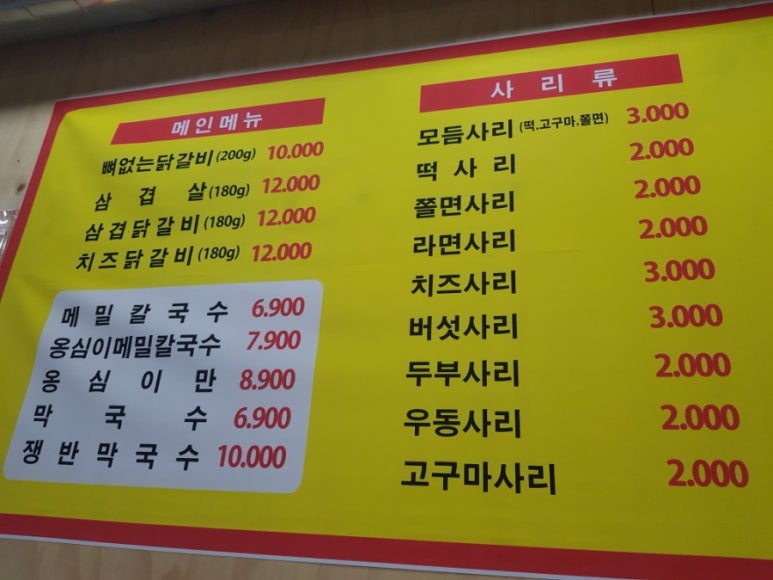 메인메뉴
뼈없는닭갈비(200g) 10.000
삼겹살(180g) 12.000
삼겹닭갈비(180g) 12.000
치즈닭갈비(180g) 12.000
메밀칼국수 6.900
옹심이메밀칼국수 7.900
옹심이만 8.900
막국수 6.900
쟁반막국수 10.000
사리류
모듬사리(떡.고구마.쫄면) 3.000
떡사리 2.000
쫄면사리 2.000
라면사리 2.000
치즈사리 3.000
버섯사리 3.000
두부사리 2.000
우동사리 2.000
고구마사리 2.000